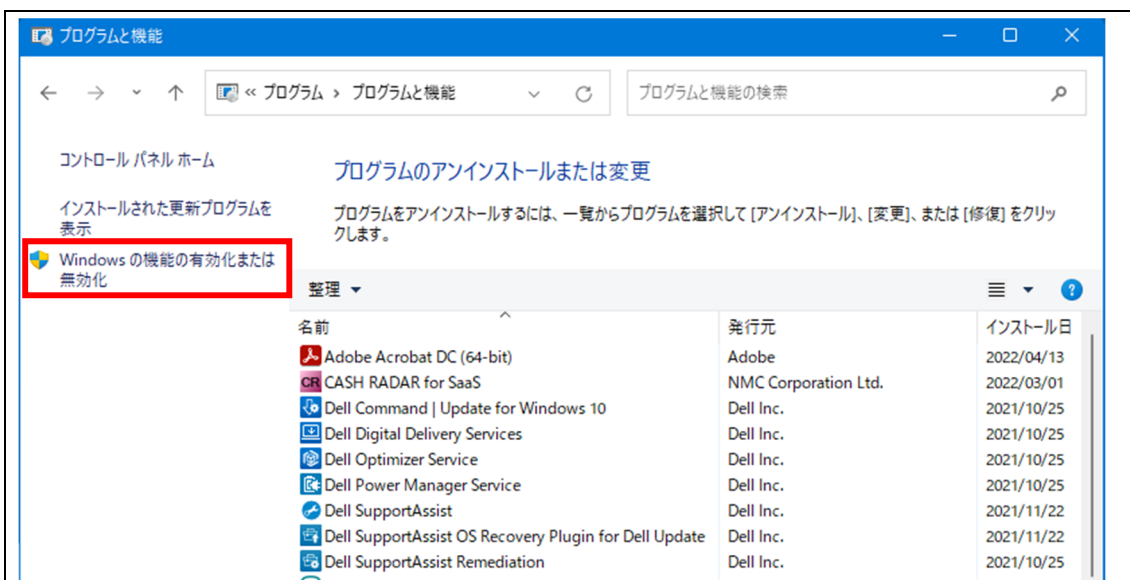 プログラムと機能
« プログラム › プログラムと機能
プログラムと機能の検索
コントロール パネル ホーム
インストールされた更新プログラムを
表示
Windows の機能の有効化または
無効化
プログラムのアンインストールまたは変更
プログラムをアンインストールするには、一覧からプログラムを選択して [アンインストール]、[変更]、または [修復] をクリッ
クします。
整理
名前 発行元 インストール日
Adobe Acrobat DC (64-bit) Adobe 2022/04/13
CR CASH RADAR for SaaS NMC Corporation Ltd. 2022/03/01
Dell Command | Update for Windows 10 Dell Inc. 2021/10/25
Dell Digital Delivery Services Dell Inc. 2021/10/25
Dell Optimizer Service Dell Inc. 2021/10/25
Dell Power Manager Service Dell Inc. 2021/10/25
Dell SupportAssist Dell Inc. 2021/11/22
Dell SupportAssist OS Recovery Plugin for Dell Update Dell Inc. 2021/11/22
Dell SupportAssist Remediation Dell Inc. 2021/10/25